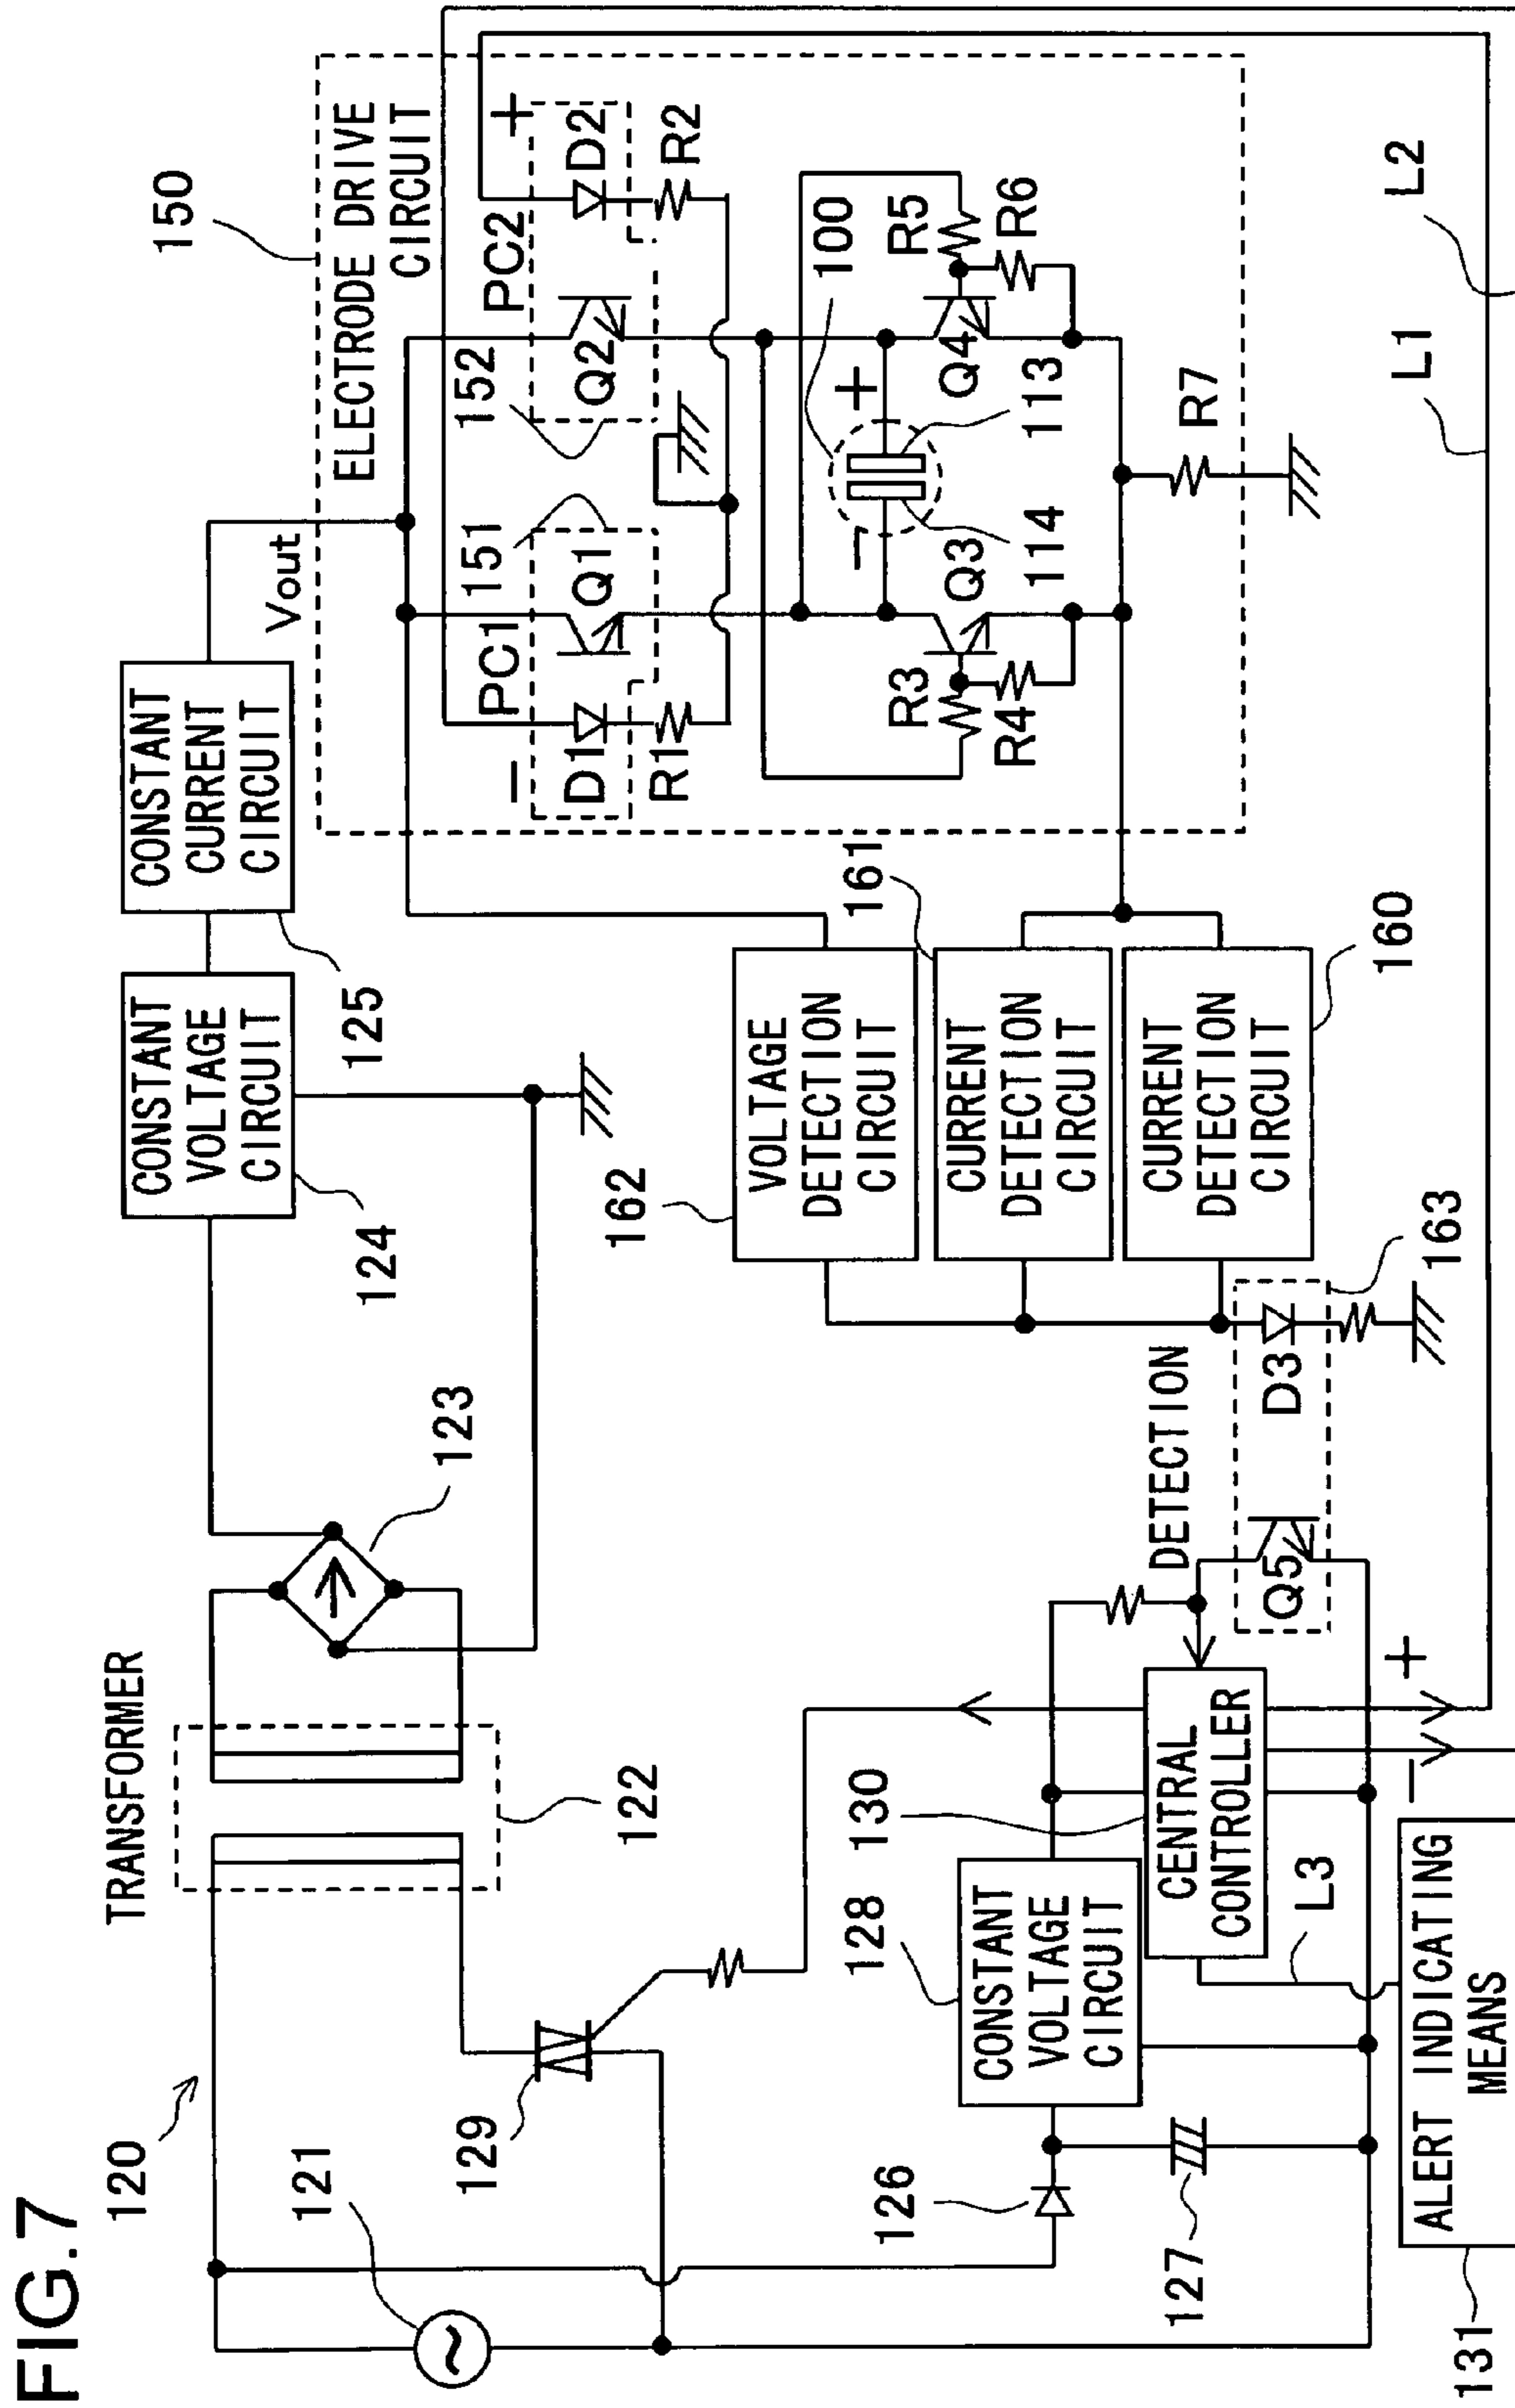 FIG.7
120
121
TRANSFORMER
122
123
129
CONSTANT
VOLTAGE
CIRCUIT
124
CONSTANT
CURRENT
CIRCUIT
125
Vout
150
ELECTRODE DRIVE
CIRCUIT
PC1
−
D1
Q1
151
R1
PC2
+
D2
Q2
152
R2
100
−
+
114
113
Q3
R3
R4
Q4
R5
R6
R7
VOLTAGE
DETECTION
CIRCUIT
162
CURRENT
DETECTION
CIRCUIT
161
CURRENT
DETECTION
CIRCUIT
160
DETECTION
Q5
D3
163
126
127
CONSTANT
VOLTAGE
CIRCUIT
128
CENTRAL
CONTROLLER
130
−
+
L3
L1
L2
ALERT INDICATING
MEANS
131